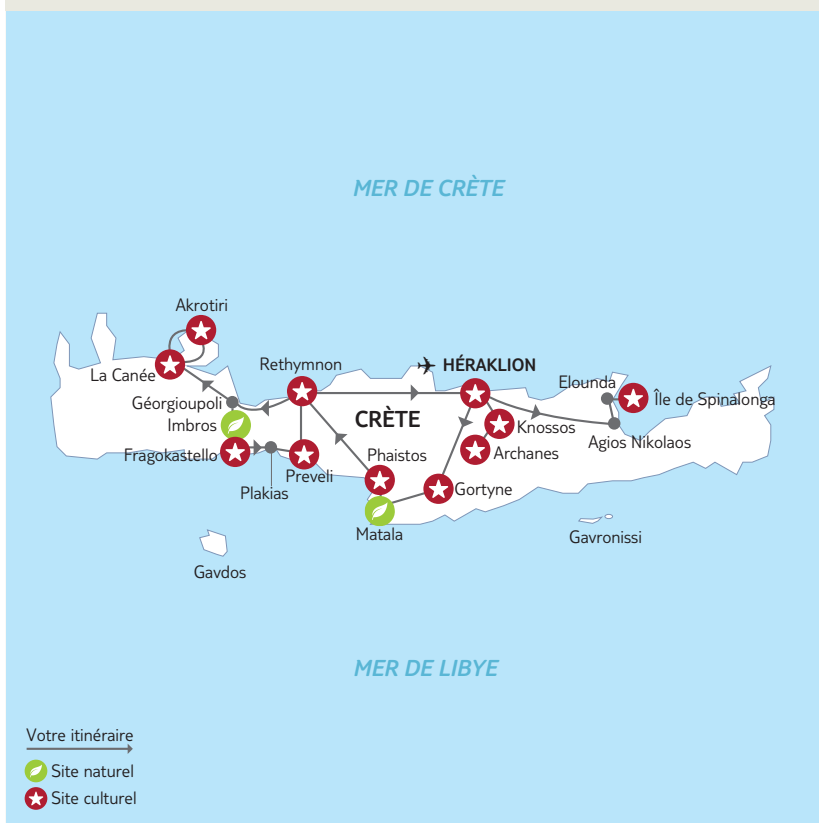 MER DE CRÈTE
Akrotiri
Rethymnon
HÉRAKLION
La Canée
Elounda
Île de Spinalonga
Géorgioupoli
CRÈTE
Imbros
Knossos
Agios Nikolaos
Fragokastello
Phaistos
Archanes
Preveli
Plakias
Gortyne
Matala
Gavronissi
Gavdos
MER DE LIBYE
Votre itinéraire
Site naturel
Site culturel